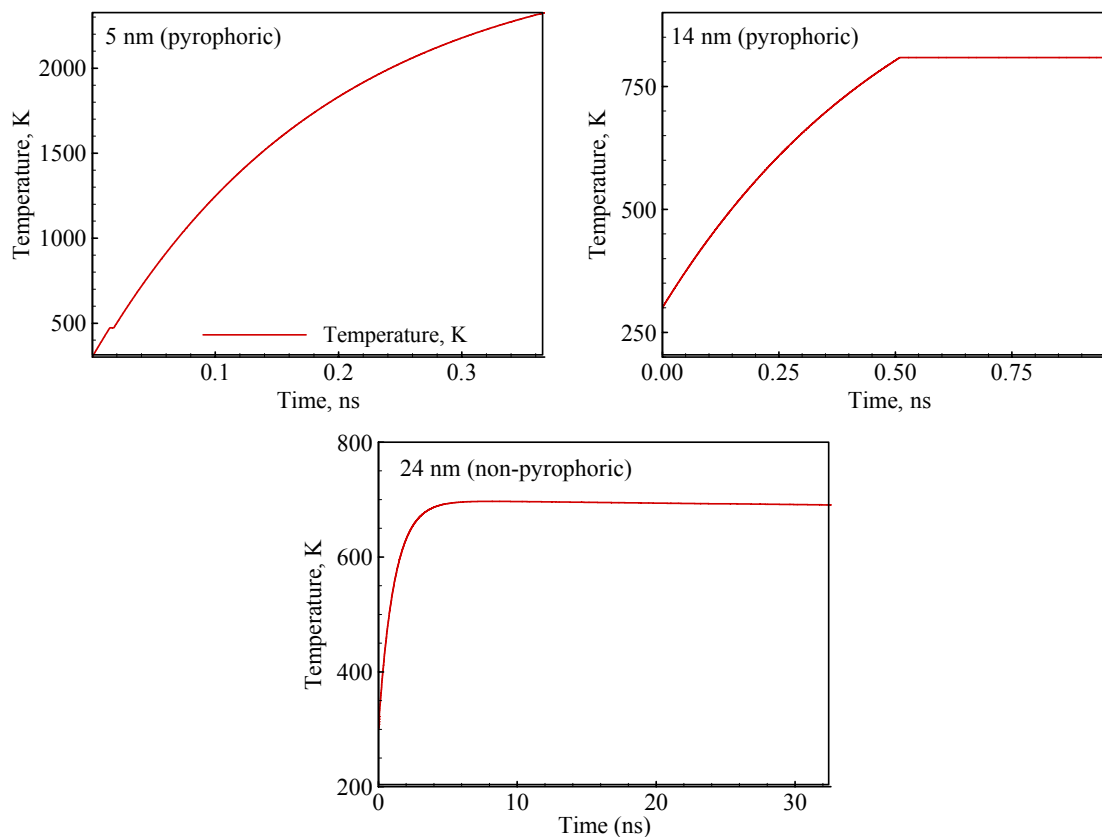 5 nm (pyrophoric)
2000
1500
1000
500
Temperature, K
Temperature, K
0.1
0.2
0.3
Time, ns
14 nm (pyrophoric)
750
500
250
Temperature, K
0.00
0.25
0.50
0.75
Time, ns
24 nm (non-pyrophoric)
800
600
400
200
Temperature, K
0
10
20
30
Time (ns)